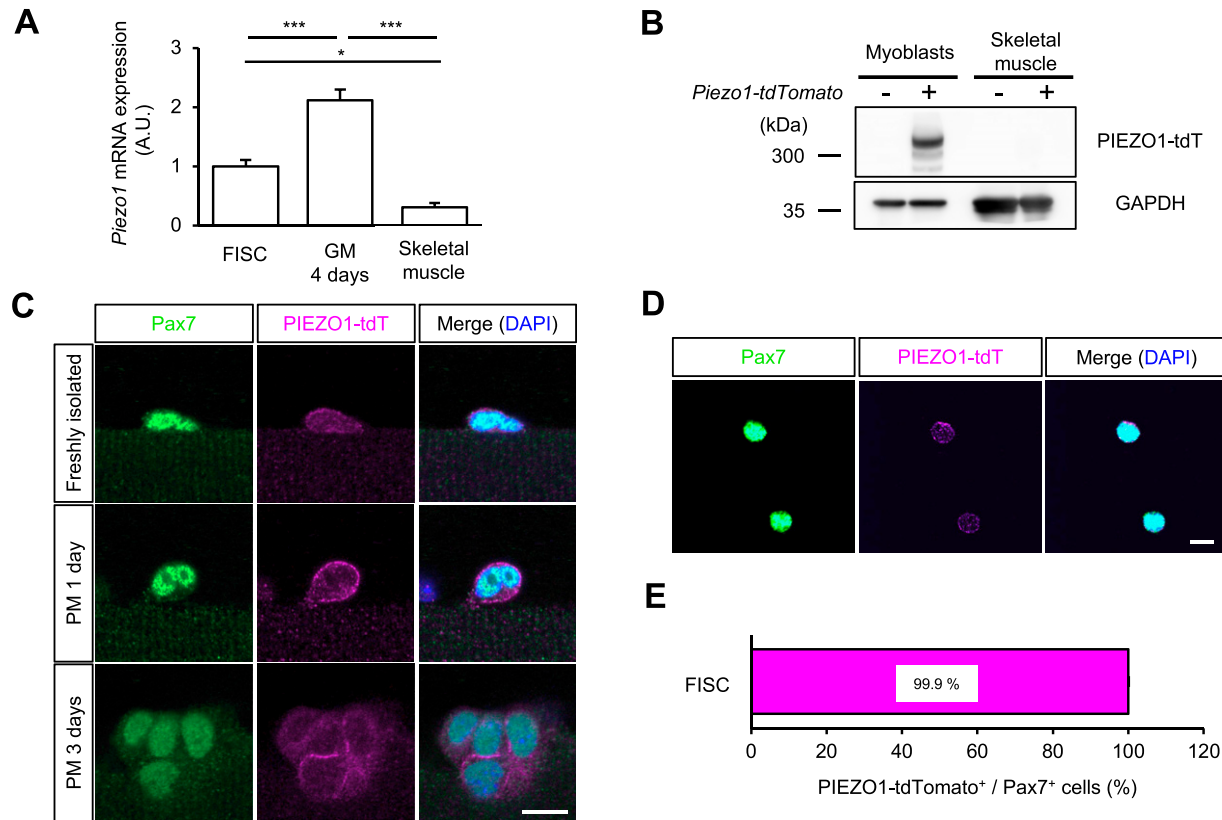 A
*** ***
*
Piezo1 mRNA expression
(A.U.)
3
2
1
0
FISC
GM
4 days
Skeletal
muscle
B
Myoblasts
Skeletal
muscle
Piezo1-tdTomato - + - +
(kDa)
300
PIEZO1-tdT
35
GAPDH
C
Pax7 PIEZO1-tdT Merge (DAPI)
Freshly isolated
PM 1 day
PM 3 days
D
Pax7 PIEZO1-tdT Merge (DAPI)
E
FISC
99.9 %
0 20 40 60 80 100 120
PIEZO1-tdTomato⁺ / Pax7⁺ cells (%)